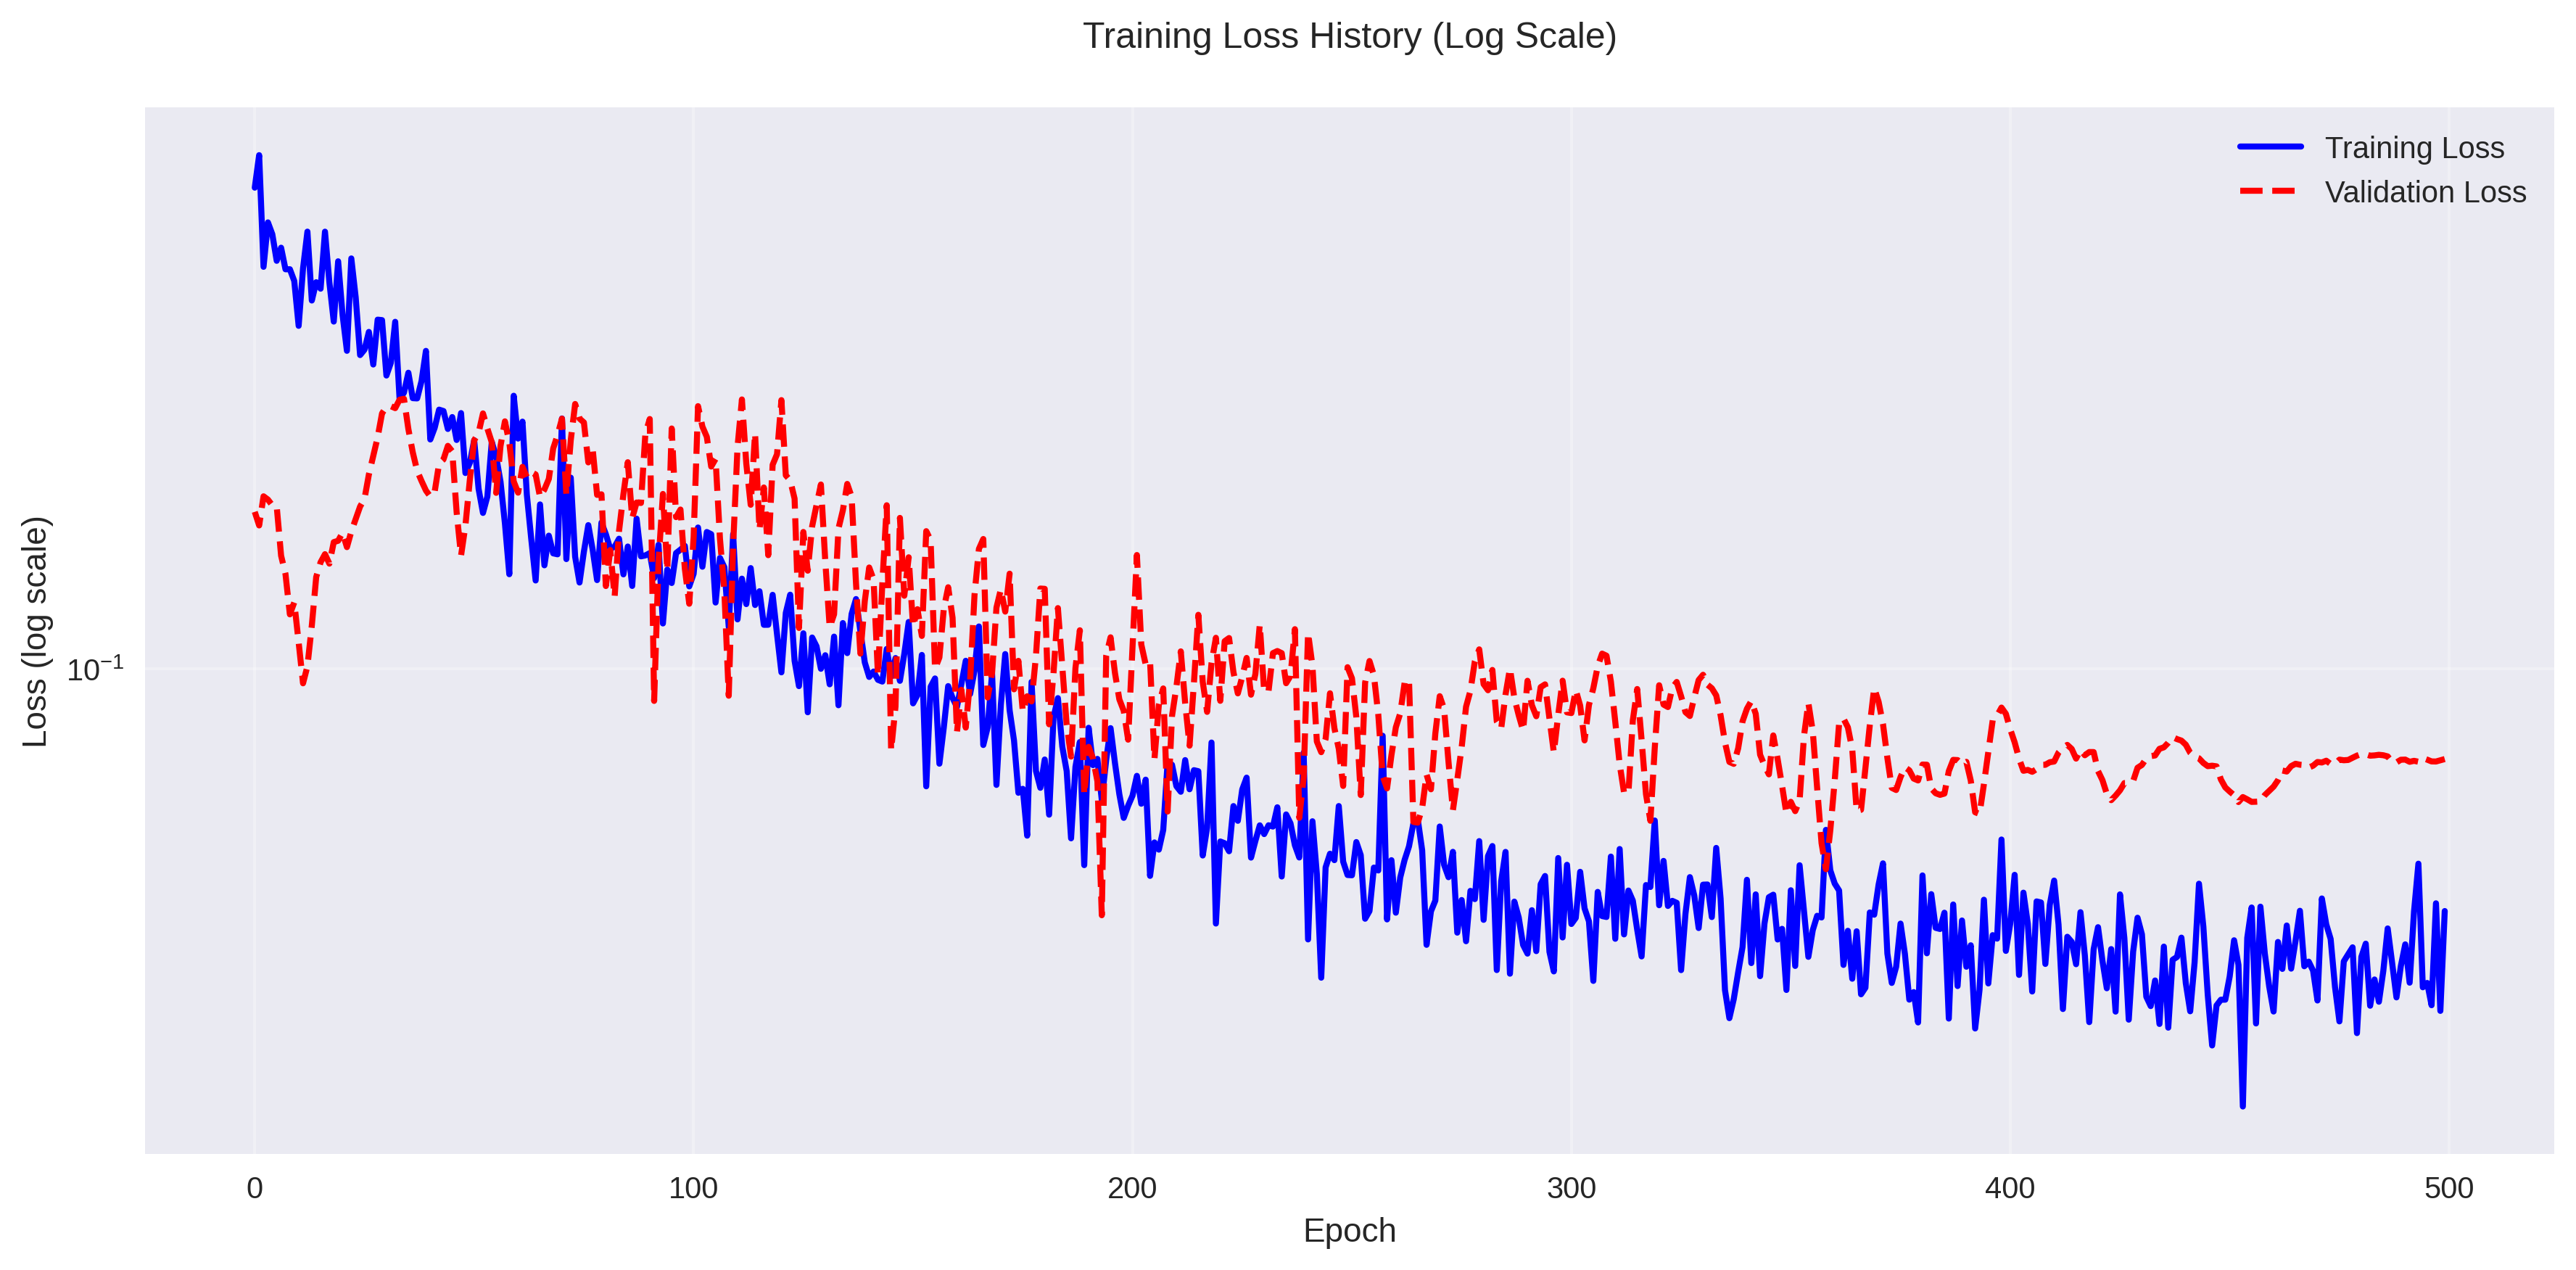 Training Loss History (Log Scale)
Training Loss
Validation Loss
Loss (log scale)
10⁻¹
0 100 200 300 400 500
Epoch